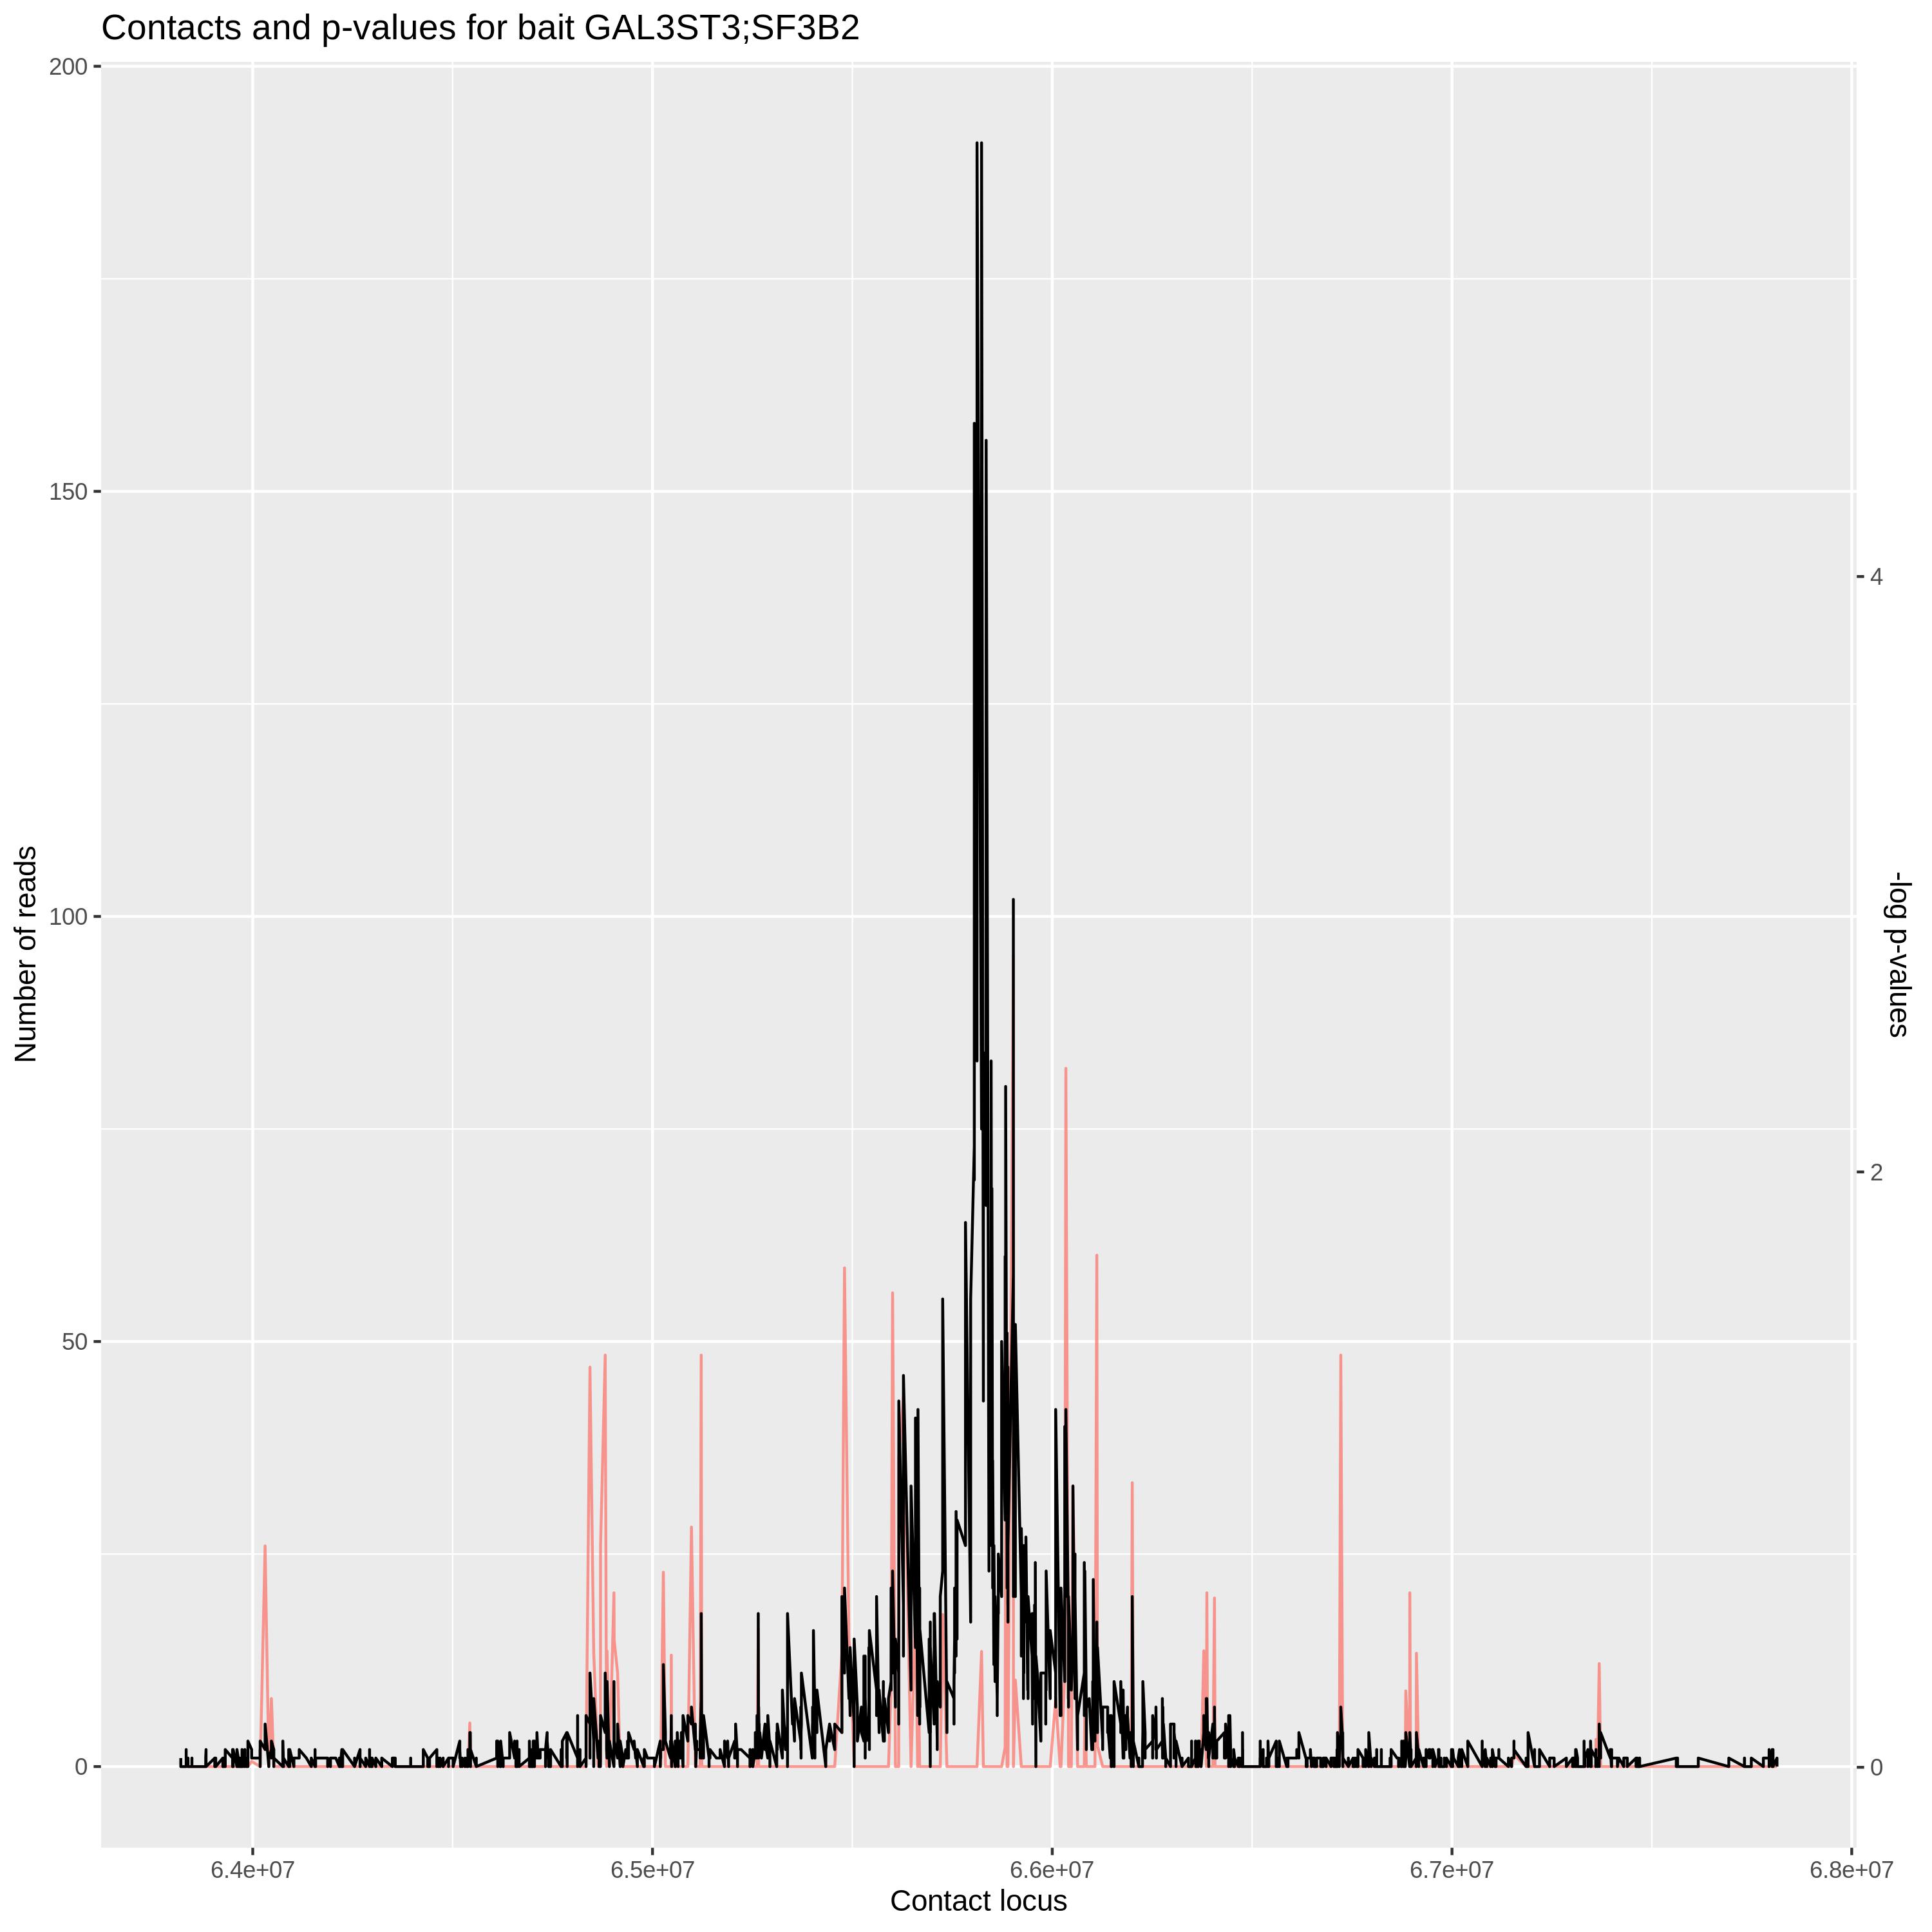 Contacts and p-values for bait GAL3ST3;SF3B2
200
150
100
50
0
Number of reads
4
2
0
-log p-values
6.4e+07 6.5e+07 6.6e+07 6.7e+07 6.8e+07
Contact locus